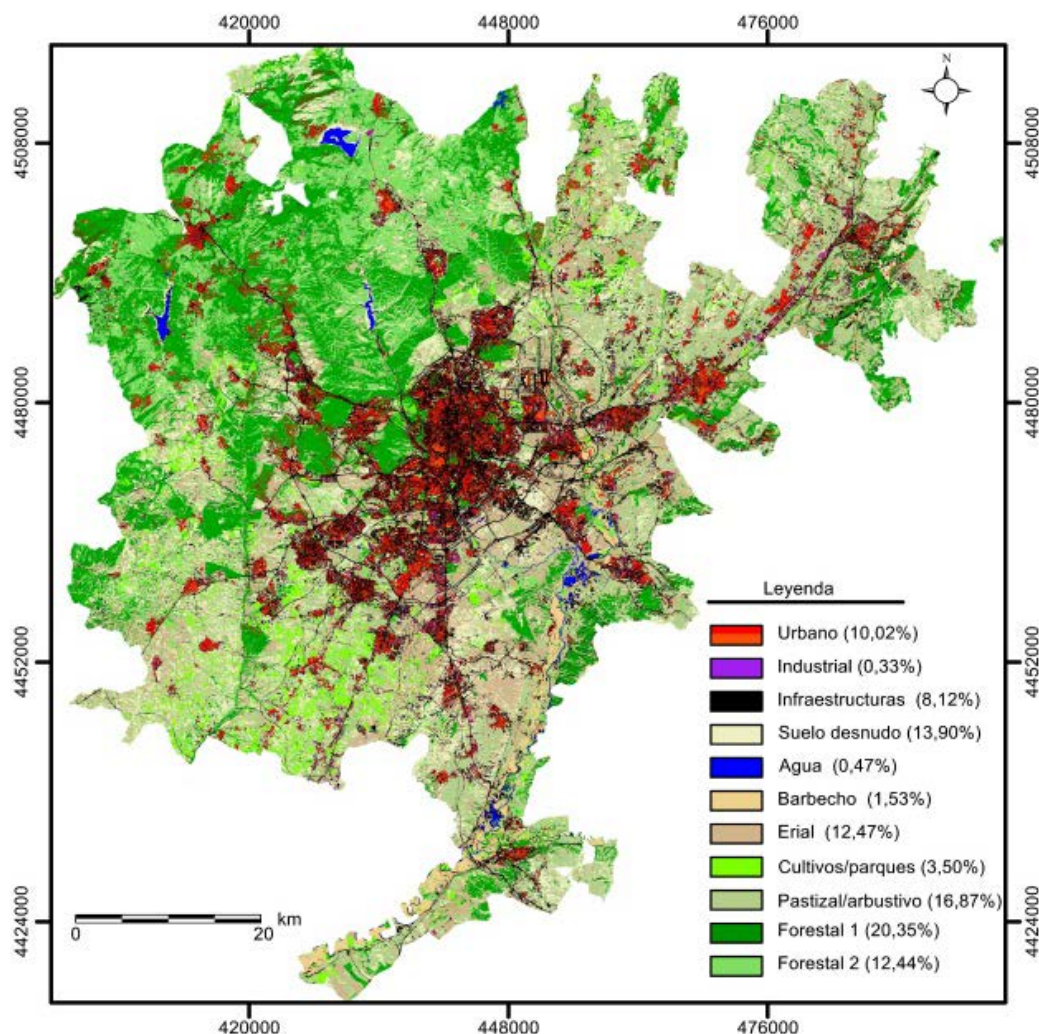 420000 448000 476000
N
4508000 4508000
4480000 4480000
4452000 4452000
4424000 4424000
Leyenda
Urbano (10,02%)
Industrial (0,33%)
Infraestructuras (8,12%)
Suelo desnudo (13,90%)
Agua (0,47%)
Barbecho (1,53%)
Erial (12,47%)
Cultivos/parques (3,50%)
Pastizal/arbustivo (16,87%)
Forestal 1 (20,35%)
Forestal 2 (12,44%)
km
0 20
420000 448000 476000